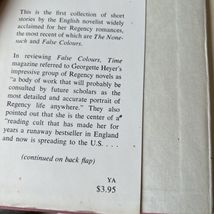 This is the first collection of short
stories by the English novelist widely
acclaimed for her Regency romances,
the most recent of which are The None-
such and False Colours.
In reviewing False Colours, Time
magazine referred to Georgette Heyer's
impressive group of Regency novels as
"a body of work that will probably be
consulted by future scholars as the
most detailed and accurate portrait of
Regency life anywhere." They also
pointed out that she is the center of a
"reading cult that has made her for
years a runaway bestseller in England
and now is spreading to the U.S. . . .
(continued on back flap)
YA
$3.95